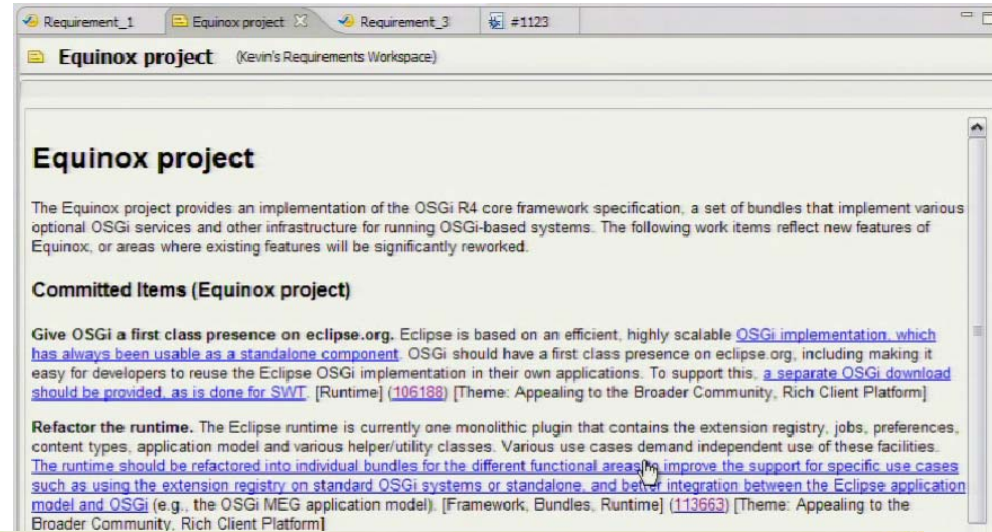 Requirement_1 Equinox project Requirement_3 #1123
Equinox project (Kevin's Requirements Workspace)
Equinox project
The Equinox project provides an implementation of the OSGi R4 core framework specification, a set of bundles that implement various
optional OSGi services and other infrastructure for running OSGi-based systems. The following work items reflect new features of
Equinox, or areas where existing features will be significantly reworked.
Committed Items (Equinox project)
Give OSGi a first class presence on eclipse.org. Eclipse is based on an efficient, highly scalable OSGi implementation, which
has always been usable as a standalone component. OSGi should have a first class presence on eclipse.org, including making it
easy for developers to reuse the Eclipse OSGi implementation in their own applications. To support this, a separate OSGi download
should be provided, as is done for SWT. [Runtime] (106188) [Theme: Appealing to the Broader Community, Rich Client Platform]
Refactor the runtime. The Eclipse runtime is currently one monolithic plugin that contains the extension registry, jobs, preferences,
content types, application model and various helper/utility classes. Various use cases demand independent use of these facilities.
The runtime should be refactored into individual bundles for the different functional areas to improve the support for specific use cases
such as using the extension registry on standard OSGi systems or standalone, and better integration between the Eclipse application
model and OSGi (e.g., the OSGi MEG application model). [Framework, Bundles, Runtime] (113663) [Theme: Appealing to the
Broader Community, Rich Client Platform]